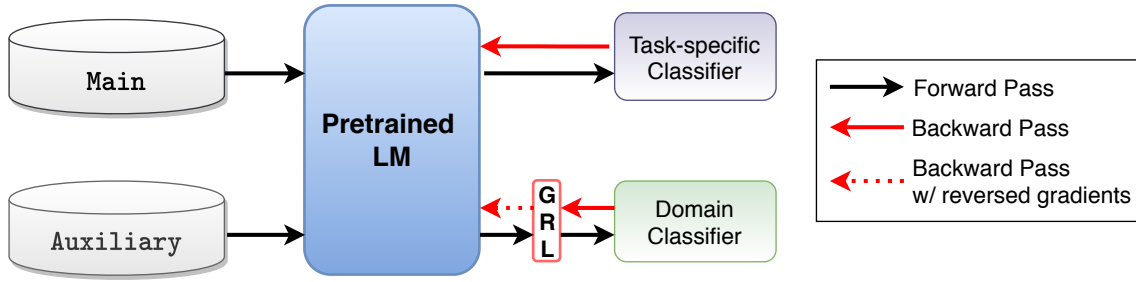 Main
Auxiliary
Pretrained
LM
Task-specific
Classifier
G
R
L
Domain
Classifier
Forward Pass
Backward Pass
Backward Pass
w/ reversed gradients